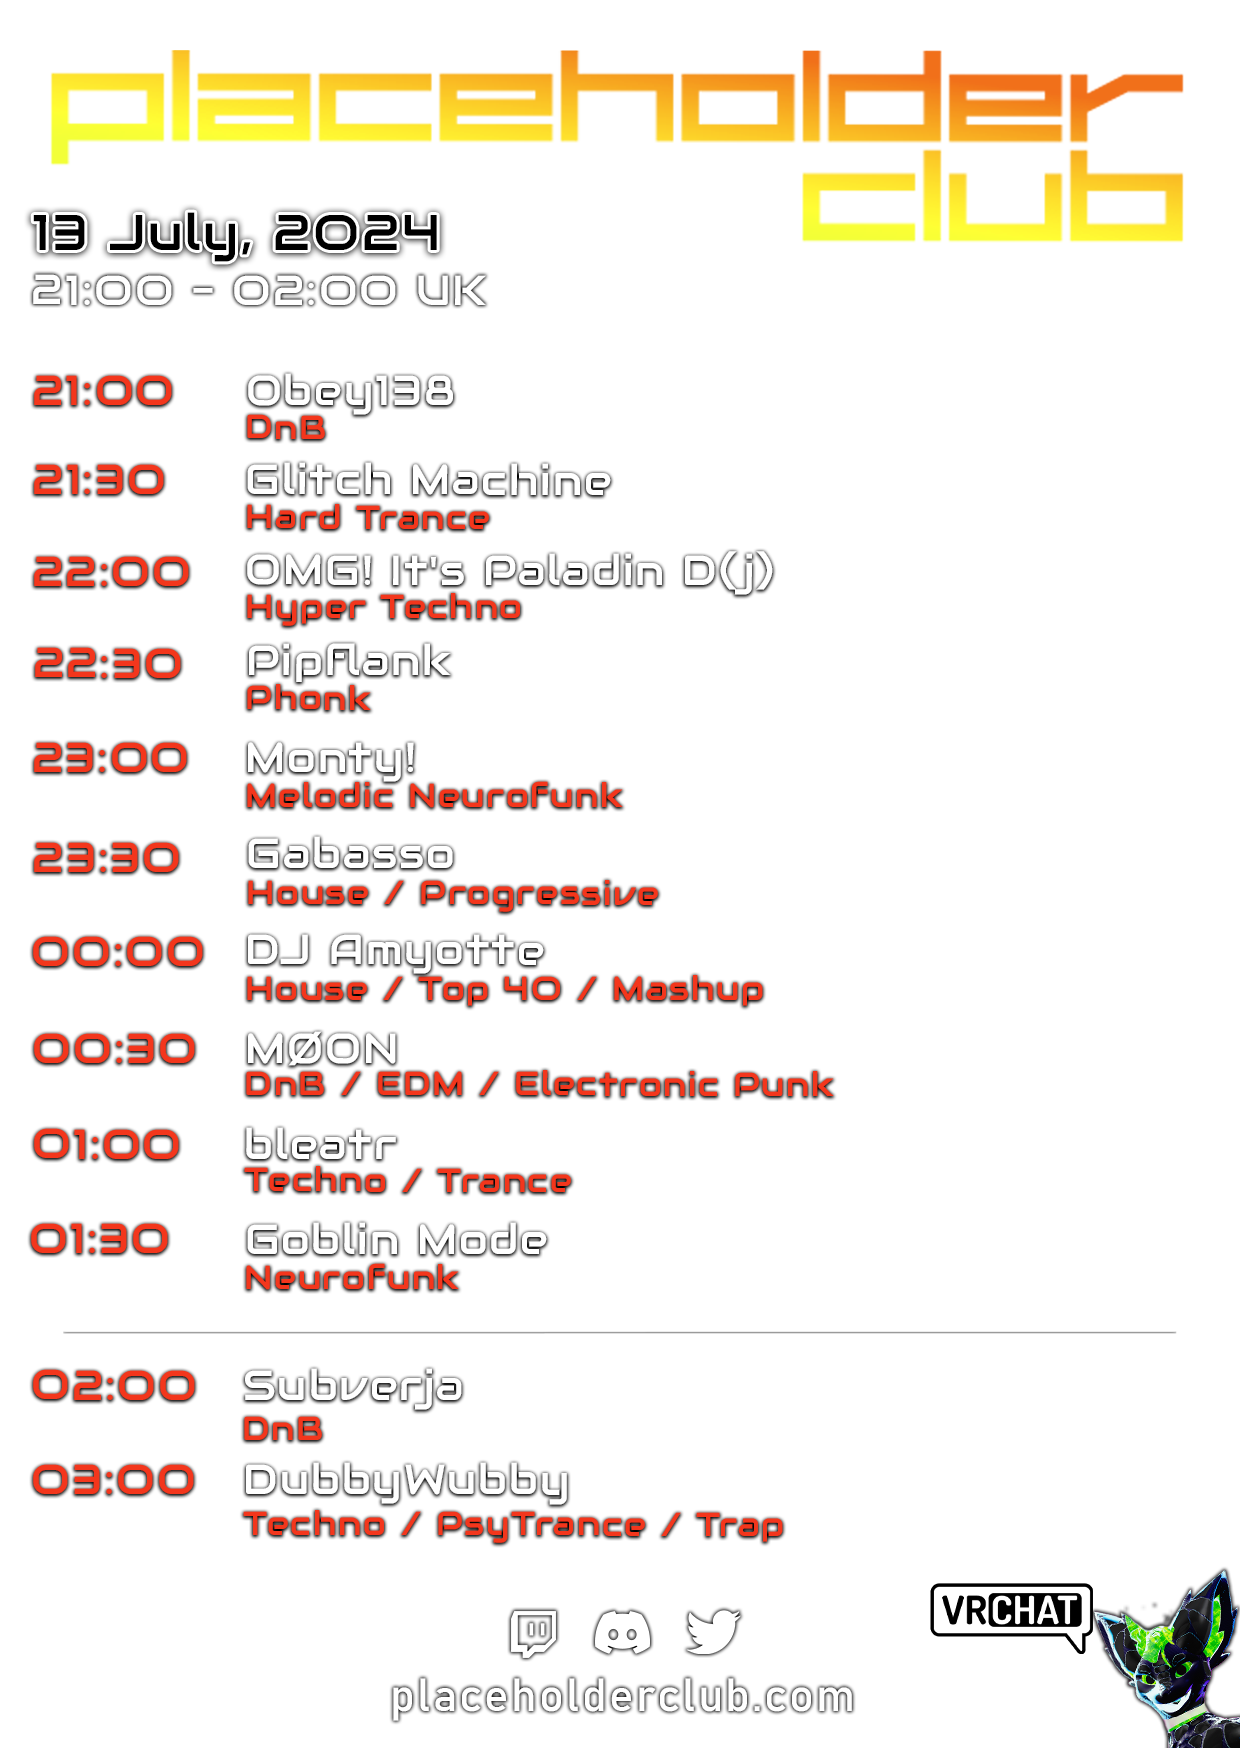 placeholder
club
13 July, 2024
21:00 - 02:00 UK
21:00 Obey138
DnB
21:30 Glitch Machine
Hard Trance
22:00 OMG! It's Paladin D(j)
Hyper Techno
22:30 Pipflank
Phonk
23:00 Monty!
Melodic Neurofunk
23:30 Gabasso
House / Progressive
00:00 DJ Amyotte
House / Top 40 / Mashup
00:30 MØON
DnB / EDM / Electronic Punk
01:00 bleatr
Techno / Trance
01:30 Goblin Mode
Neurofunk
02:00 Subverja
DnB
03:00 DubbyWubby
Techno / PsyTrance / Trap
VRCHAT
placeholderclub.com